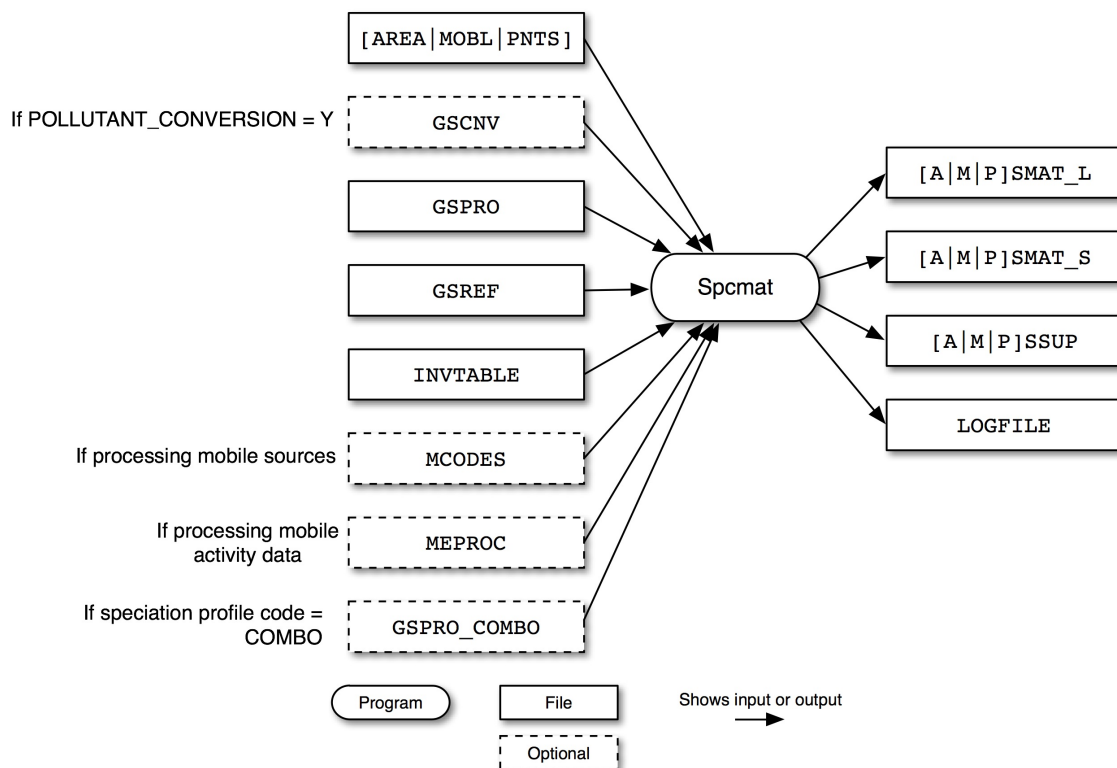 [AREA|MOBL|PNTS]
If POLLUTANT_CONVERSION = Y
GSCNV
GSPRO
GSREF
INVTABLE
If processing mobile sources
MCODES
If processing mobile
activity data
MEPROC
If speciation profile code =
COMBO
GSPRO_COMBO
Spcmat
[A|M|P]SMAT_L
[A|M|P]SMAT_S
[A|M|P]SSUP
LOGFILE
Program
File
Shows input or output
Optional